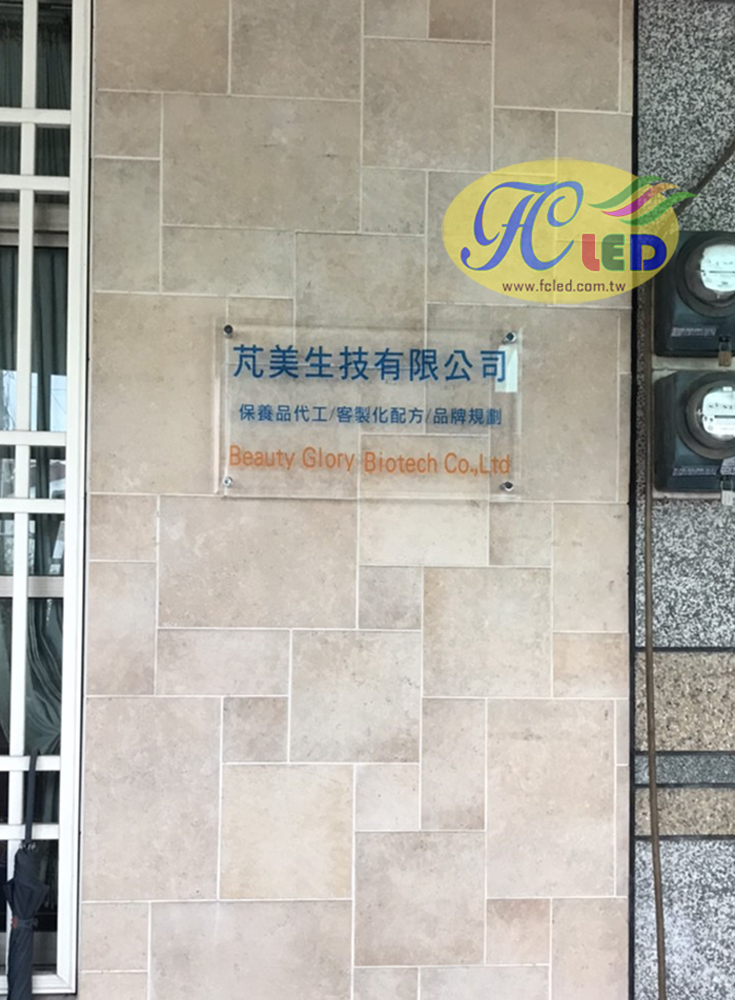 FC LED
www.fcled.com.tw
芃美生技有限公司
保養品代工/客製化配方/品牌規劃
Beauty Glory Biotech Co.,Ltd